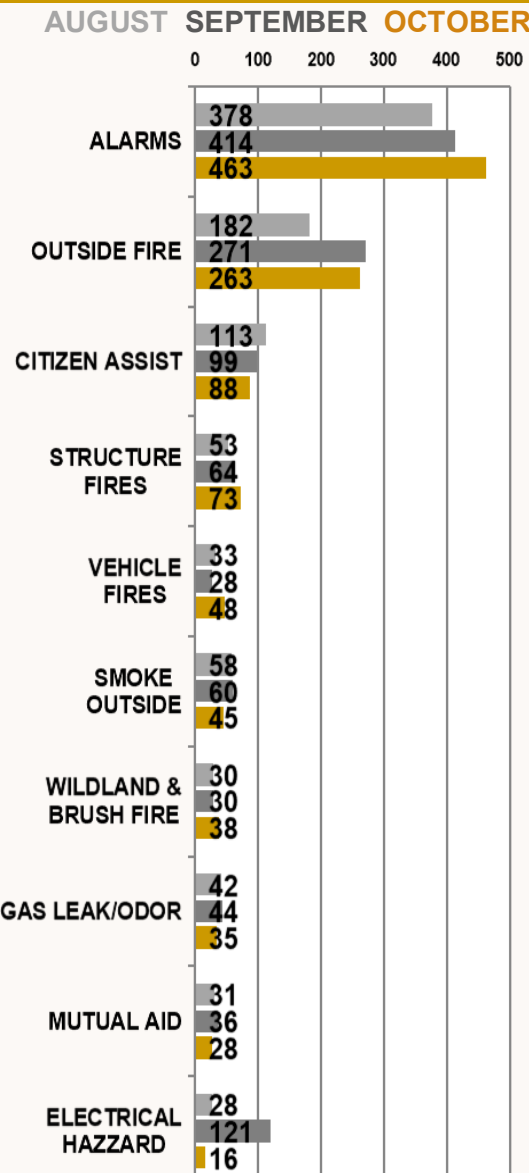 AUGUST SEPTEMBER OCTOBER
0 100 200 300 400 500
ALARMS
378
414
463
OUTSIDE FIRE
182
271
263
CITIZEN ASSIST
113
99
88
STRUCTURE
FIRES
53
64
73
VEHICLE
FIRES
33
28
48
SMOKE
OUTSIDE
58
60
45
WILDLAND &
BRUSH FIRE
30
30
38
GAS LEAK/ODOR
42
44
35
MUTUAL AID
31
36
28
ELECTRICAL
HAZZARD
28
121
16